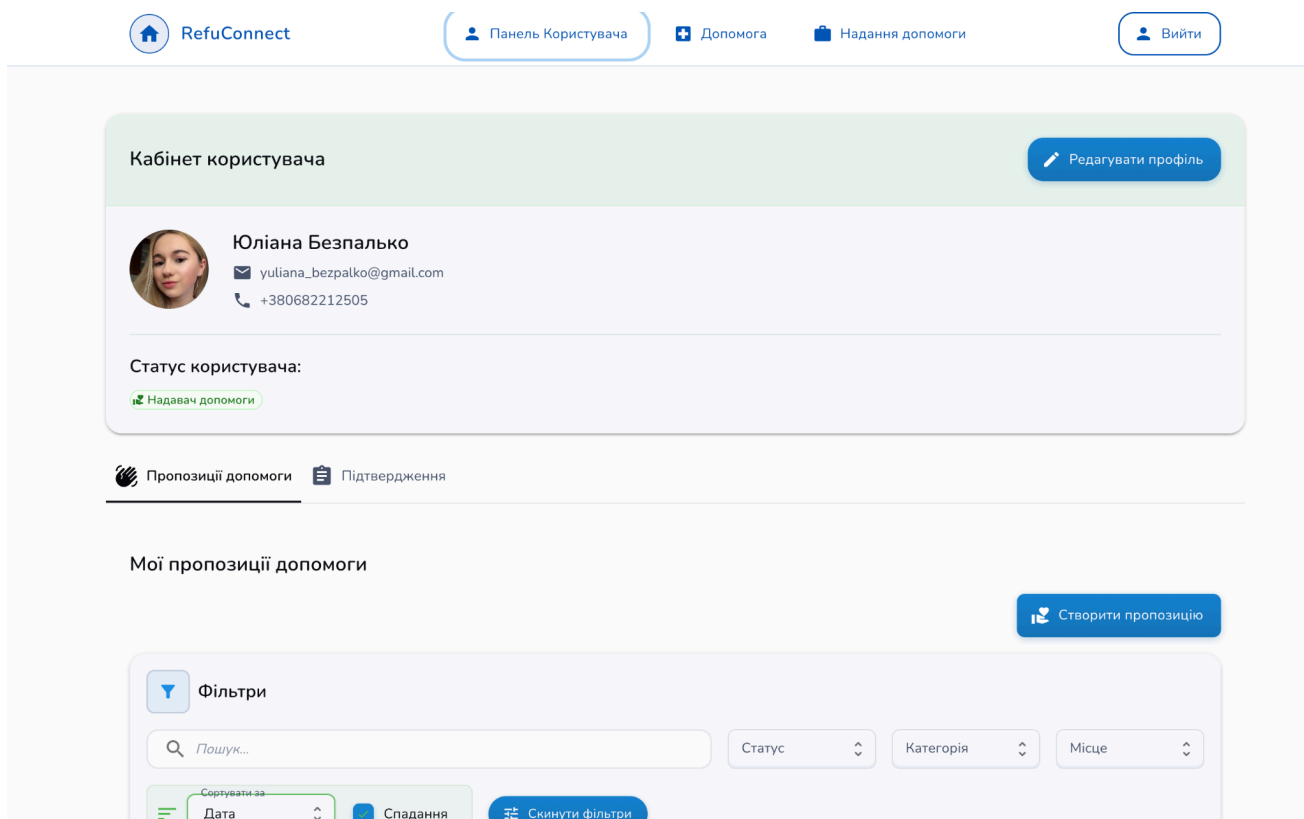 RefuConnect
Панель Користувача
Допомога
Надання допомоги
Вийти
Кабінет користувача
Редагувати профіль
Юліана Безпалько
yuliana_bezpalko@gmail.com
+380682212505
Статус користувача:
Надавач допомоги
Пропозиції допомоги
Підтвердження
Мої пропозиції допомоги
Створити пропозицію
Фільтри
Пошук...
Статус
Категорія
Місце
Сортувати за
Дата
Спадання
Скинути фільтри